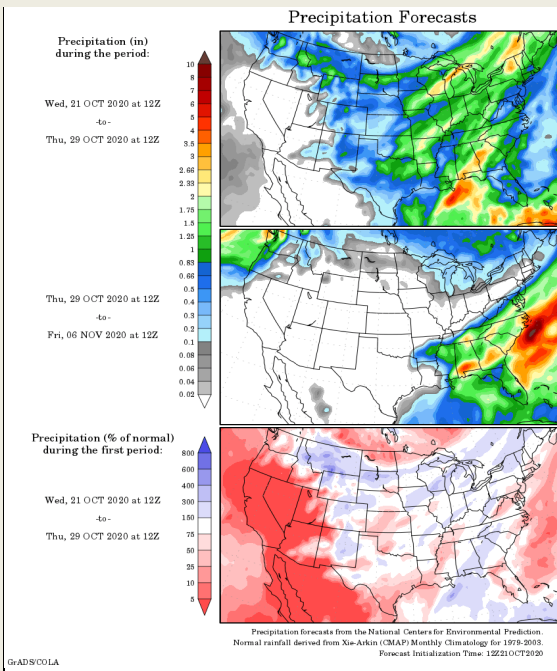 Precipitation Forecasts
Precipitation (in)
during the period:
Wed, 21 OCT 2020 at 12Z
-to-
Thu, 29 OCT 2020 at 12Z
10
8
7
6
5
4
3.5
3
2.66
2.33
2
1.75
1.5
1.25
1
0.83
0.66
0.5
0.4
0.3
0.2
0.1
0.08
0.06
0.04
0.02
Thu, 29 OCT 2020 at 12Z
-to-
Fri, 06 NOV 2020 at 12Z
Precipitation (% of normal)
during the first period:
Wed, 21 OCT 2020 at 12Z
-to-
Thu, 29 OCT 2020 at 12Z
800
600
400
300
150
75
50
25
10
5
Precipitation forecasts from the National Centers for Environmental Prediction.
Normal rainfall derived from Xie-Arkin (CMAP) Monthly Climatology for 1979-2003.
Forecast Initialization Time: 12Z21OCT2020
GrADS/COLA